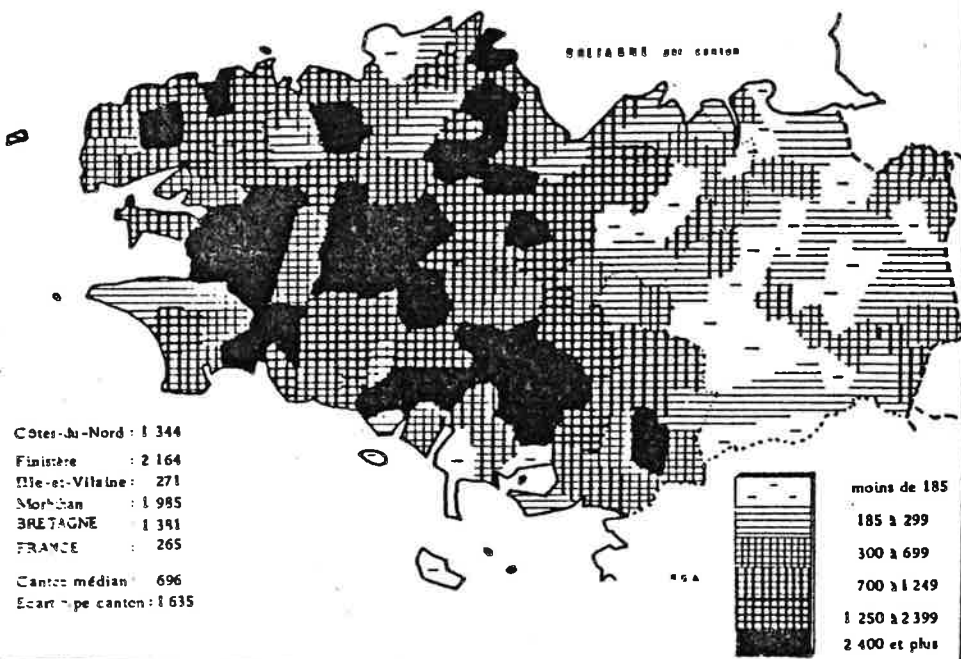 BRETAGNE par canton
Côtes-du-Nord : 1 344
Finistère : 2 164
Ille-et-Vilaine : 271
Morbihan : 1 985
BRETAGNE 1 381
FRANCE : 265
Canton médian 696
Ecart type canton : 1 635
moins de 185
185 à 299
300 à 699
700 à 1 249
1 250 à 2 399
2 400 et plus